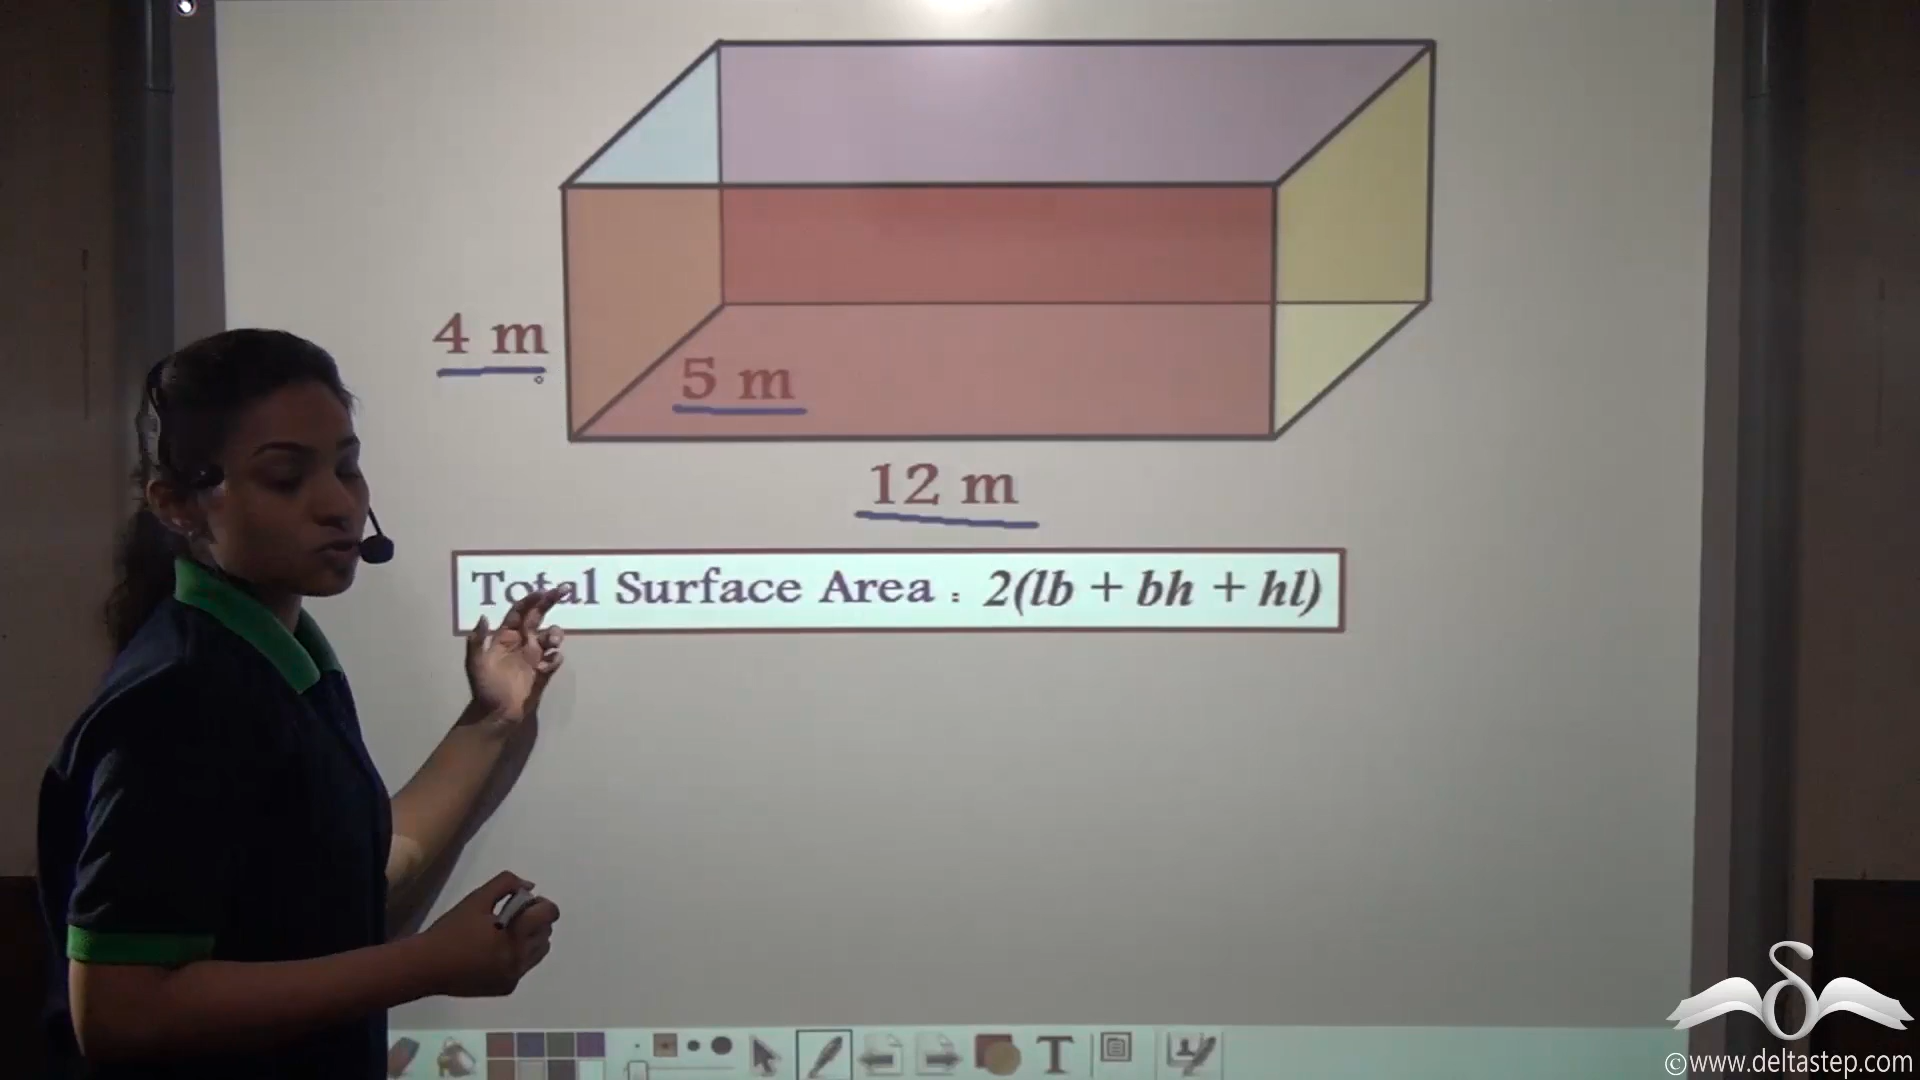 4 m
5 m
12 m
Total Surface Area : 2(lb + bh + hl)
T
©www.deltastep.com